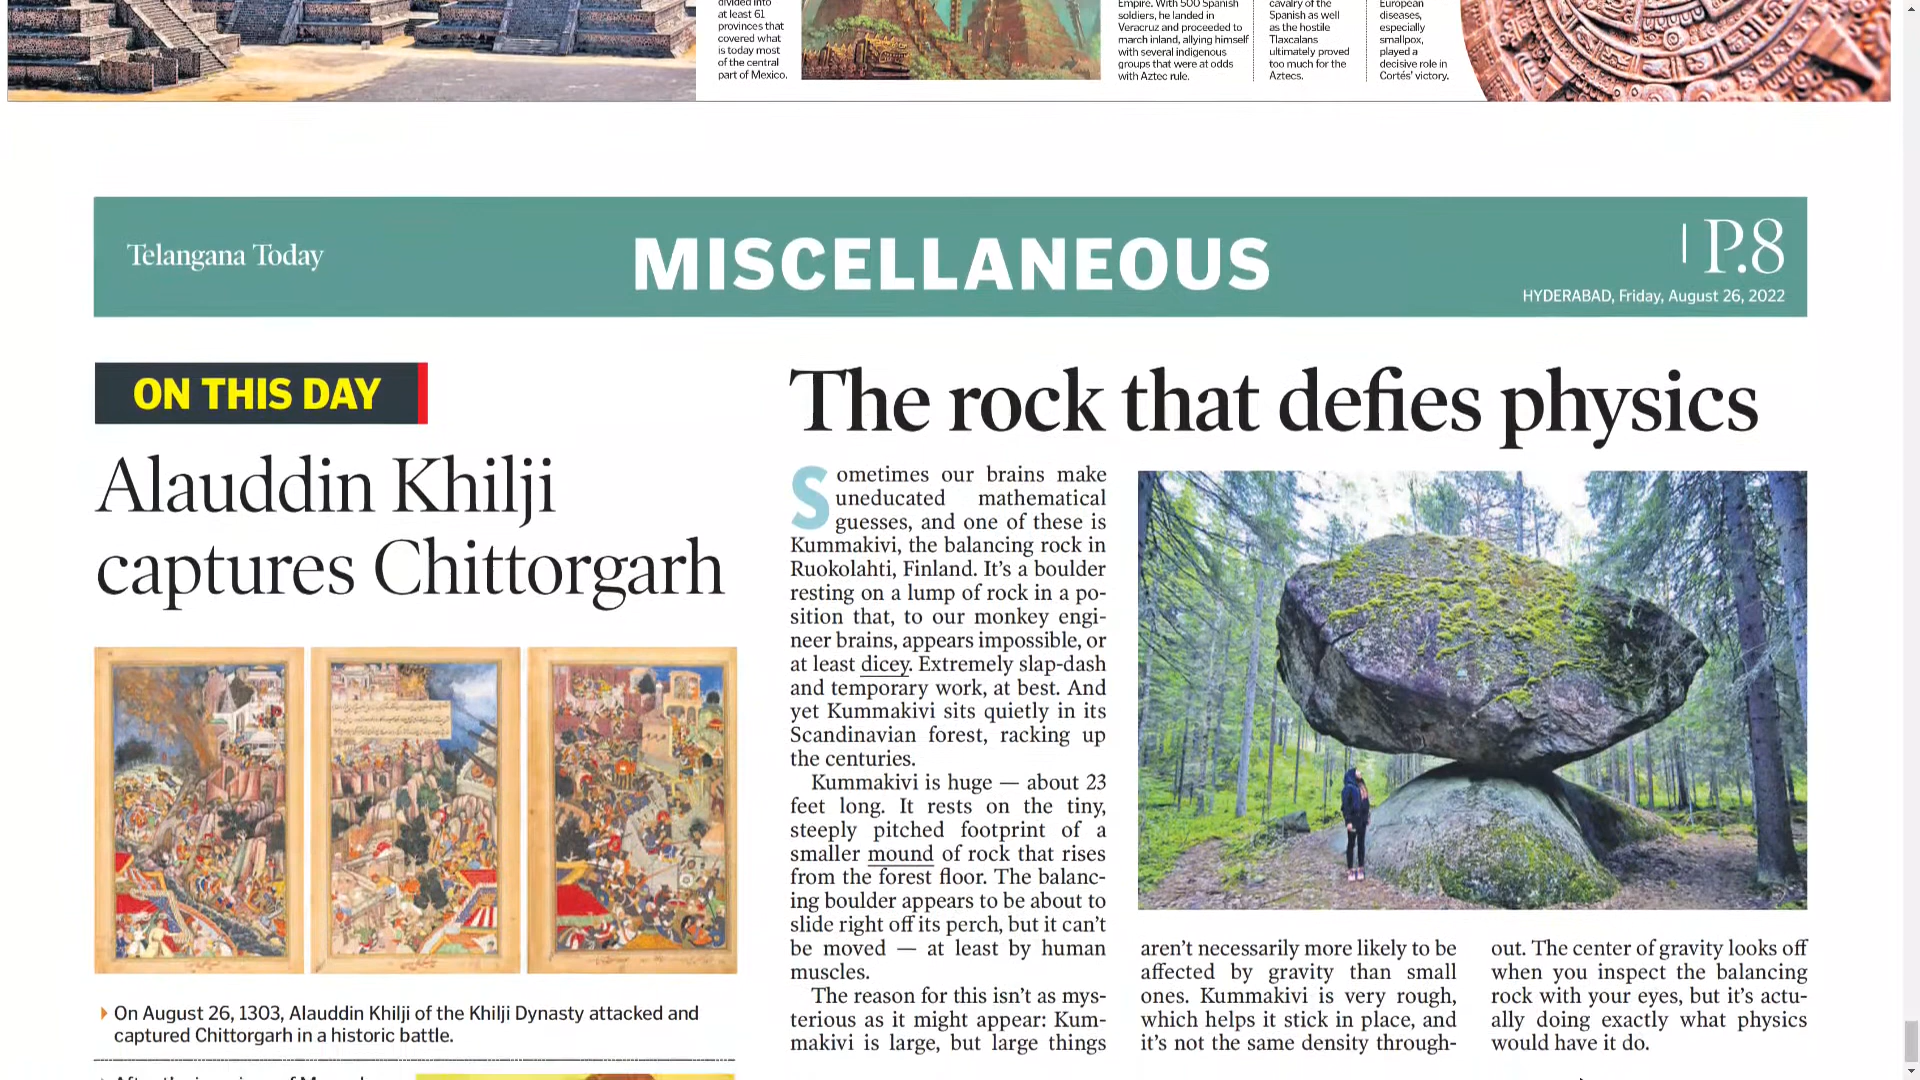 divided into
at least 61
provinces that
covered what
is today most
of the central
part of Mexico.
Empire. With 500 Spanish
soldiers, he landed in
Veracruz and proceeded to
march inland, allying himself
with several indigenous
groups that were at odds
with Aztec rule.
cavalry of the
Spanish as well
as the hostile
Tlaxcalans
ultimately proved
too much for the
Aztecs.
European
diseases,
especially
smallpox,
played a
decisive role in
Cortés' victory.
Telangana Today
MISCELLANEOUS
P.8
HYDERABAD, Friday, August 26, 2022
ON THIS DAY
Alauddin Khilji
captures Chittorgarh
On August 26, 1303, Alauddin Khilji of the Khilji Dynasty attacked and
captured Chittorgarh in a historic battle.
The rock that defies physics
Sometimes our brains make
uneducated mathematical
guesses, and one of these is
Kummakivi, the balancing rock in
Ruokolahti, Finland. It's a boulder
resting on a lump of rock in a po-
sition that, to our monkey engi-
neer brains, appears impossible, or
at least dicey. Extremely slap-dash
and temporary work, at best. And
yet Kummakivi sits quietly in its
Scandinavian forest, racking up
the centuries.
Kummakivi is huge — about 23
feet long. It rests on the tiny,
steeply pitched footprint of a
smaller mound of rock that rises
from the forest floor. The balanc-
ing boulder appears to be about to
slide right off its perch, but it can't
be moved — at least by human
muscles.
The reason for this isn't as mys-
terious as it might appear: Kum-
makivi is large, but large things
aren't necessarily more likely to be
affected by gravity than small
ones. Kummakivi is very rough,
which helps it stick in place, and
it's not the same density through-
out. The center of gravity looks off
when you inspect the balancing
rock with your eyes, but it's actu-
ally doing exactly what physics
would have it do.